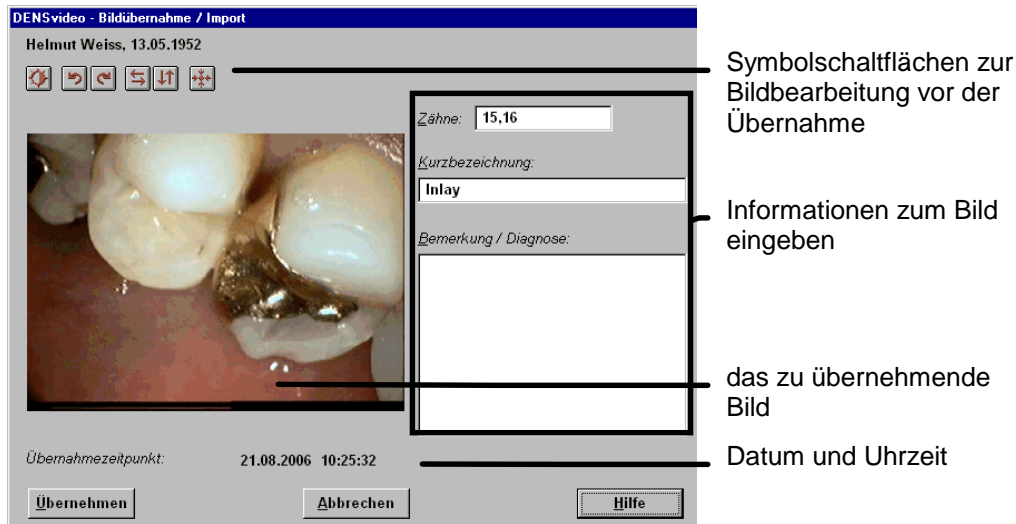 DENSvideo - Bildübernahme / Import
Helmut Weiss, 13.05.1952
Symbolschaltflächen zur
Bildbearbeitung vor der
Übernahme
Zähne: 15,16
Kurzbezeichnung:
Inlay
Informationen zum Bild
eingeben
Bemerkung / Diagnose:
das zu übernehmende
Bild
Übernahmezeitpunkt: 21.08.2006 10:25:32
Datum und Uhrzeit
Übernehmen Abbrechen Hilfe